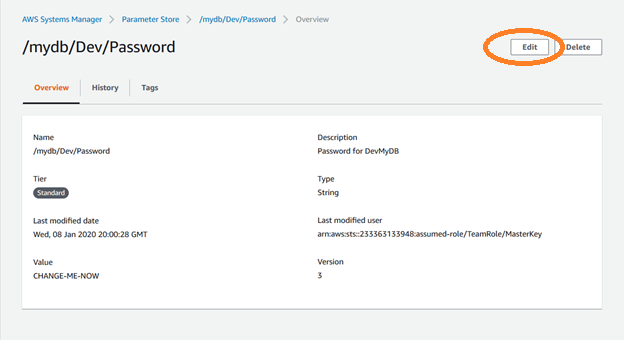 AWS Systems Manager > Parameter Store > /mydb/Dev/Password > Overview
/mydb/Dev/Password
Edit
Delete
Overview History Tags
Name
/mydb/Dev/Password
Description
Password for DevMyDB
Tier
Standard
Type
String
Last modified date
Wed, 08 Jan 2020 20:00:28 GMT
Last modified user
arn:aws:sts::233363133948:assumed-role/TeamRole/MasterKey
Value
CHANGE-ME-NOW
Version
3